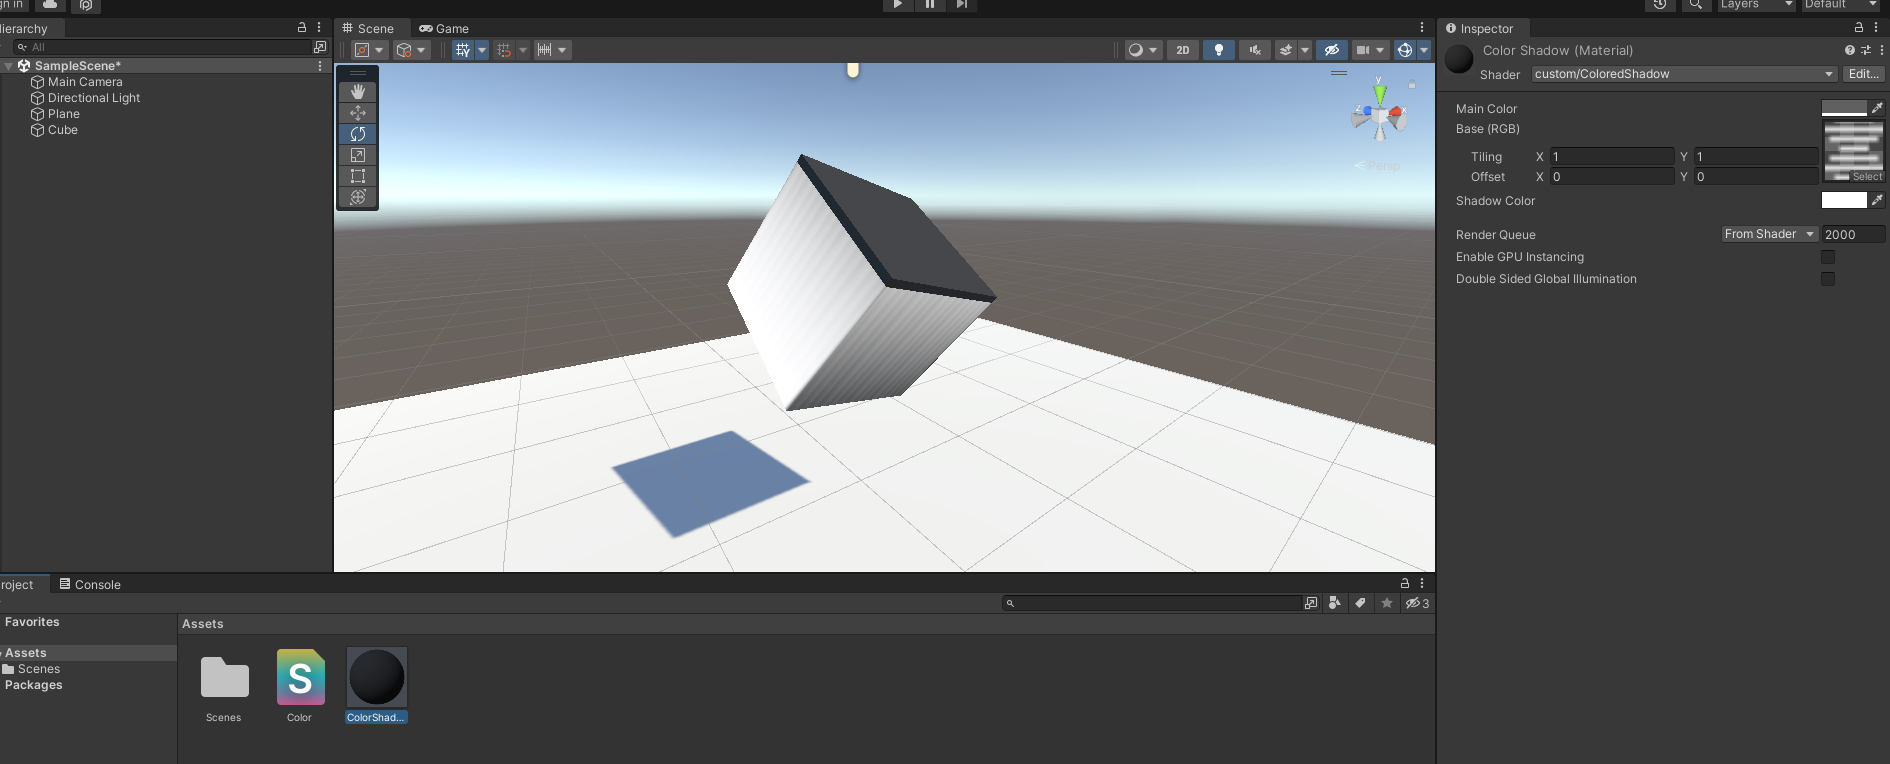 gn in
Layers
Default
ierarchy
All
SampleScene*
Main Camera
Directional Light
Plane
Cube
Scene
Game
2D
y
z
x
Persp
Inspector
Color Shadow (Material)
Shader
custom/ColoredShadow
Edit...
Main Color
Base (RGB)
Tiling X 1 Y 1
Offset X 0 Y 0
Select
Shadow Color
Render Queue
From Shader
2000
Enable GPU Instancing
Double Sided Global Illumination
roject
Console
3
Favorites
Assets
Scenes
Packages
Assets
Scenes
S
Color
ColorShad...